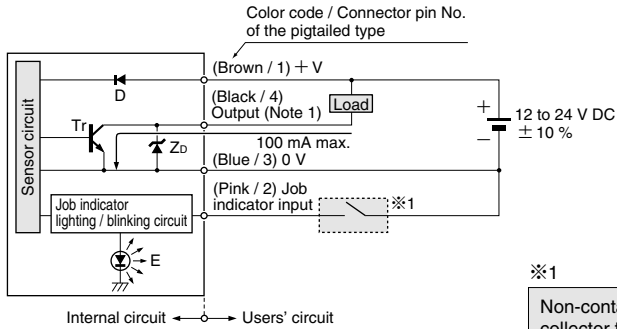 Color code / Connector pin No.
of the pigtailed type
(Brown / 1) + V
D
(Black / 4)
Output (Note 1)
Load
Tr
ZD
100 mA max.
+
−
12 to 24 V DC
± 10 %
Sensor circuit
(Blue / 3) 0 V
(Pink / 2) Job
indicator input
※1
Job indicator
lighting / blinking circuit
E
Internal circuit
Users' circuit
※1
Non-conta